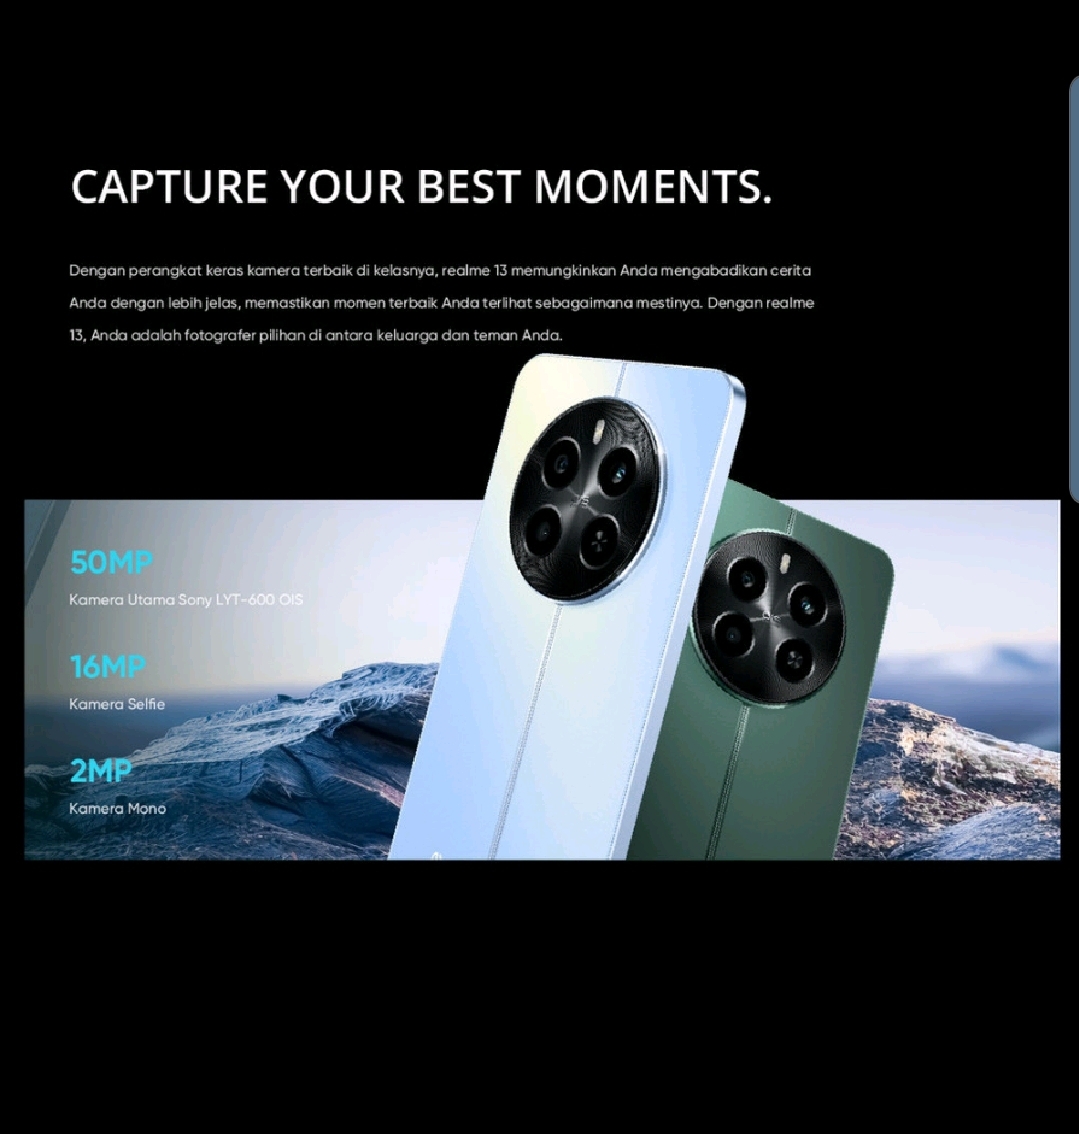 CAPTURE YOUR BEST MOMENTS.
Dengan perangkat keras kamera terbaik di kelasnya, realme 13 memungkinkan Anda mengabadikan cerita
Anda dengan lebih jelas, memastikan momen terbaik Anda terlihat sebagaimana mestinya. Dengan realme
13, Anda adalah fotografer pilihan di antara keluarga dan teman Anda.
50MP
Kamera Utama Sony LYT-600 OIS
16MP
Kamera Selfie
2MP
Kamera Mono